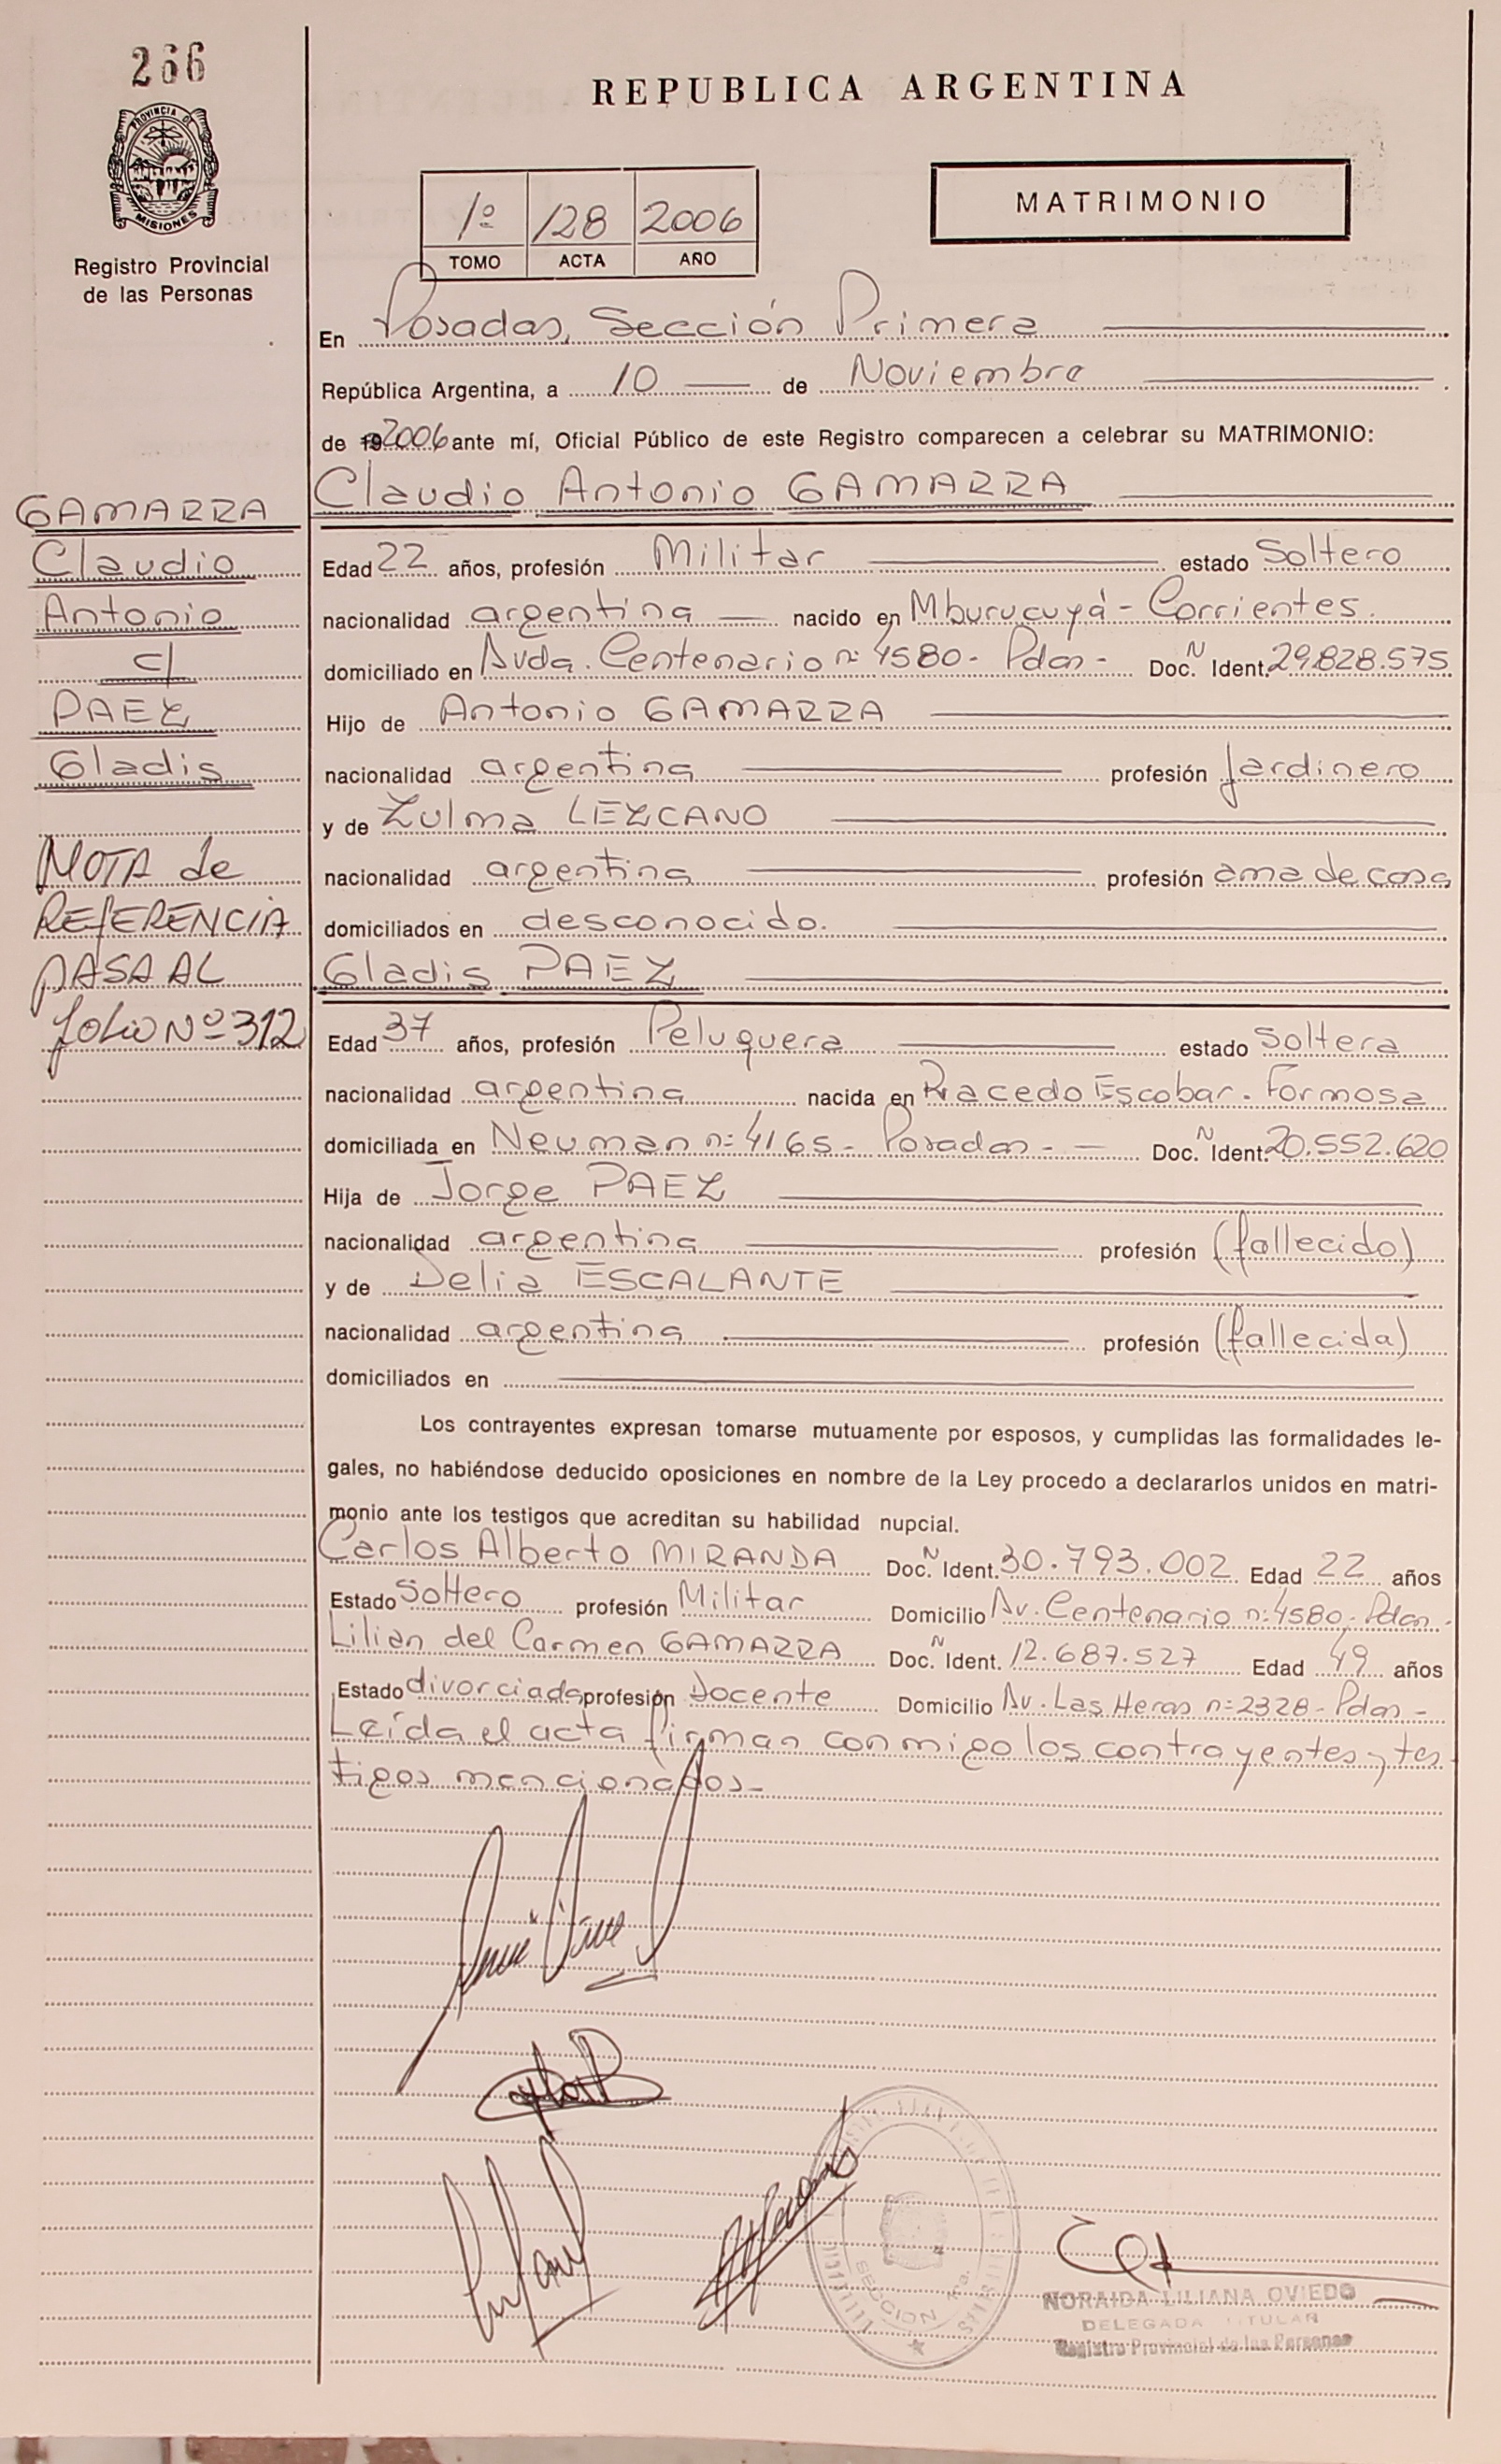 266
PROVINCIA DE
MISIONES
Registro Provincial
de las Personas
REPUBLICA ARGENTINA
1º 128 2006
TOMO ACTA AÑO
MATRIMONIO
En Posadas, Sección Primera
República Argentina, a 10 de Noviembre
de 192006 ante mí, Oficial Público de este Registro comparecen a celebrar su MATRIMONIO:
Claudio Antonio GAMARRA
GAMARRA
Claudio
Antonio
c/
PAEZ
Gladis
NOTA de
REFERENCIA
PASA AL
folio Nº 312
Edad 22 años, profesión Militar estado Soltero
nacionalidad argentina nacido en Mburucuyá - Corrientes.
domiciliado en Avda. Centenario nº 4580 - Pdas - Doc. N Ident. 29.828.575
Hijo de Antonio GAMARRA
nacionalidad argentina profesión Jardinero
y de Zulma LEZCANO
nacionalidad argentina profesión ama de casa
domiciliados en desconocido.
Gladis PAEZ
Edad 37 años, profesión Peluquera estado Soltera
nacionalidad argentina nacida en Racedo Escobar. Formosa
domiciliada en Neuman nº 4165 - Posadas - Doc. N Ident. 20.552.620
Hija de Jorge PAEZ
nacionalidad argentina profesión (fallecido)
y de Delia ESCALANTE
nacionalidad argentina profesión (fallecida)
domiciliados en
Los contrayentes expresan tomarse mutuamente por esposos, y cumplidas las formalidades le-
gales, no habiéndose deducido oposiciones en nombre de la Ley procedo a declararlos unidos en matri-
monio ante los testigos que acreditan su habilidad nupcial.
Carlos Alberto MIRANDA Doc. N Ident. 30.793.002 Edad 22 años
Estado Soltero profesión Militar Domicilio Av. Centenario nº 4580 - Pdas -
Lilian del Carmen GAMARRA Doc. N Ident. 12.687.527 Edad 49 años
Estado divorciada profesión Docente Domicilio Av. Las Heras nº 2328 - Pdas -
Leída el acta firman conmigo los contrayentes y tes
tigos mencionados -
SECCION 1ra.
NORAIDA LILIANA OVIEDO
DELEGADA TITULAR
Registro Provincial de las Personas